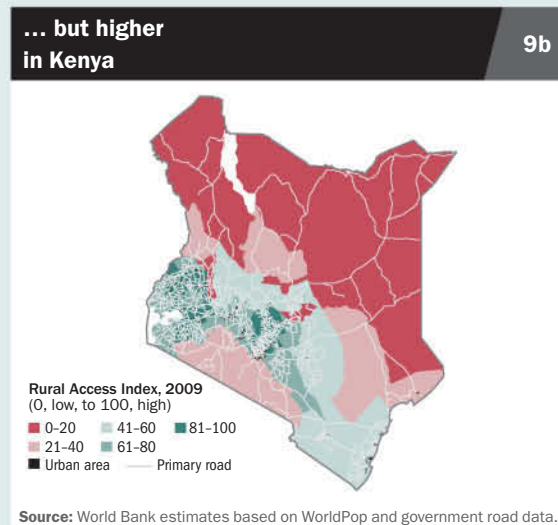 ... but higher
in Kenya
9b
Rural Access Index, 2009
(0, low, to 100, high)
0–20 41–60 81–100
21–40 61–80
Urban area Primary road
Source: World Bank estimates based on WorldPop and government road data.